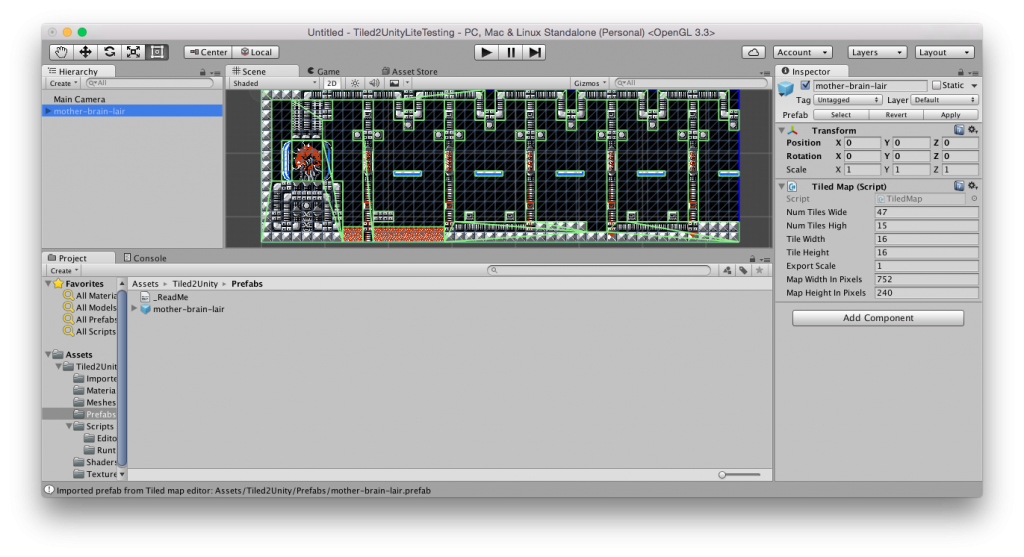 Untitled - Tiled2UnityLiteTesting - PC, Mac & Linux Standalone (Personal) <OpenGL 3.3>
Center Local Account Layers Layout
Hierarchy
Create All
Main Camera
mother-brain-lair
Scene Game Asset Store
Shaded 2D Gizmos All
Inspector
mother-brain-lair Static
Tag Untagged Layer Default
Prefab Select Revert Apply
Transform
Position X 0 Y 0 Z 0
Rotation X 0 Y 0 Z 0
Scale X 1 Y 1 Z 1
Tiled Map (Script)
Script TiledMap
Num Tiles Wide 47
Num Tiles High 15
Tile Width 16
Tile Height 16
Export Scale 1
Map Width In Pixels 752
Map Height In Pixels 240
Add Component
Project Console
Create
Favorites
All Materia
All Models
All Prefabs
All Scripts
Assets
Tiled2Unit
Importe
Materia
Meshes
Prefabs
Scripts
Edito
Runt
Shaders
Texture
Assets Tiled2Unity Prefabs
_ReadMe
mother-brain-lair
Imported prefab from Tiled map editor: Assets/Tiled2Unity/Prefabs/mother-brain-lair.prefab